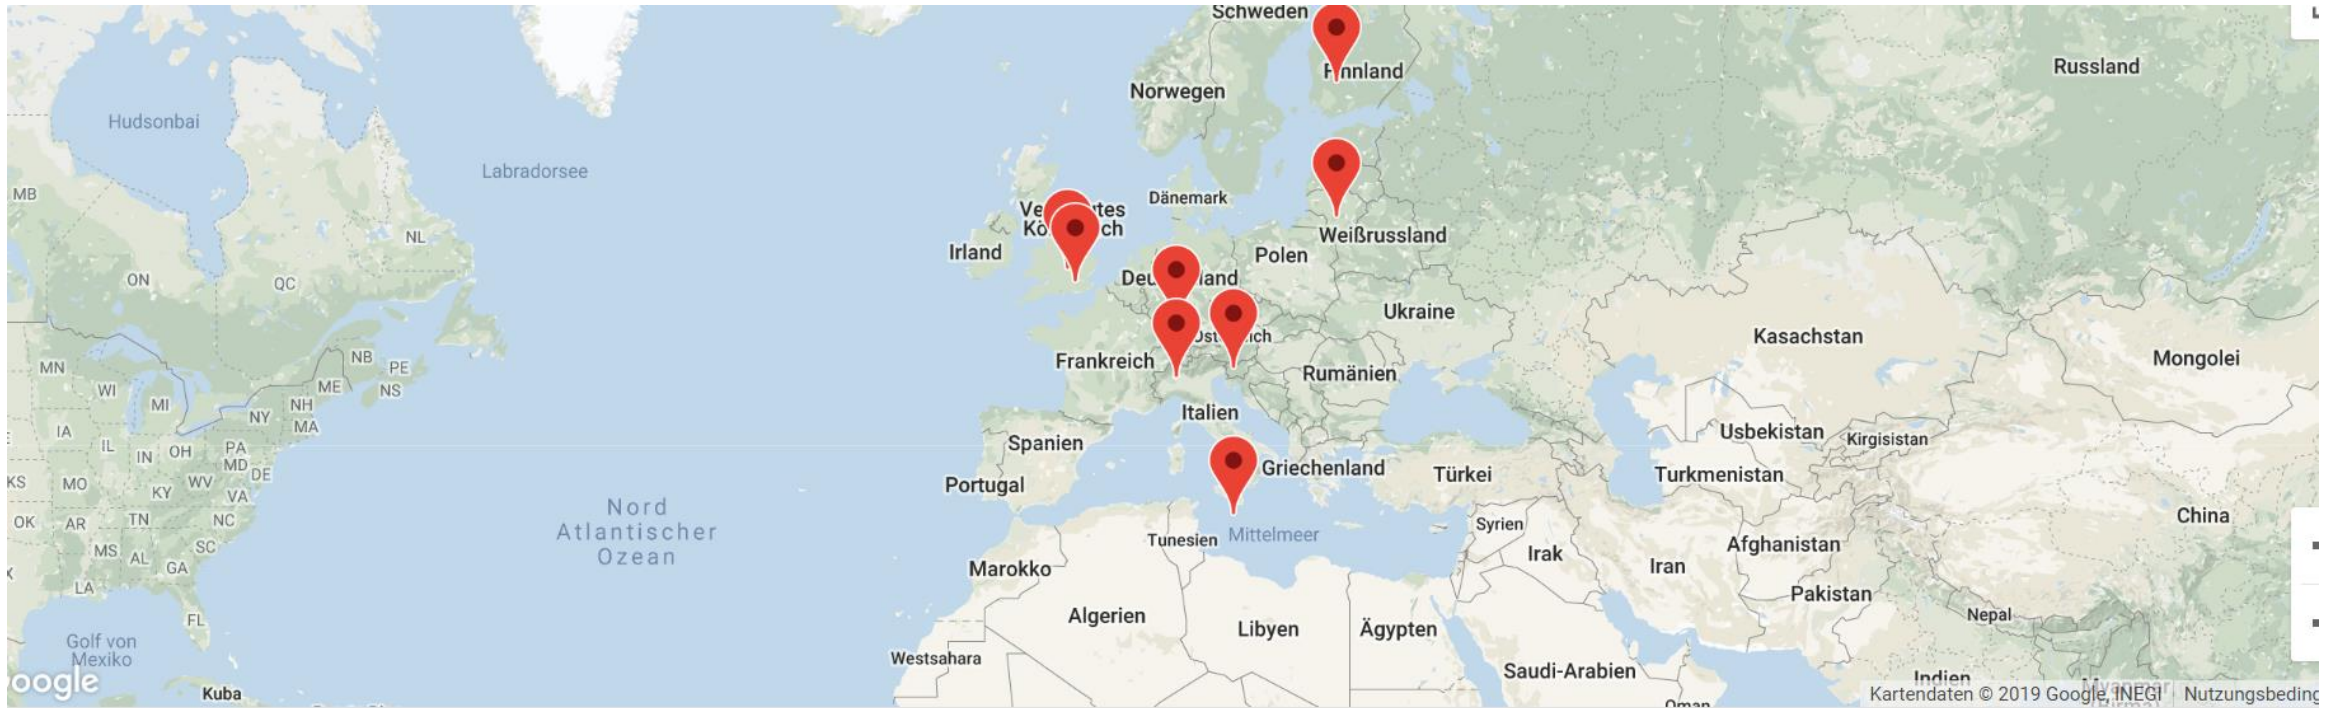 Schweden
Finnland
Norwegen
Russland
Hudsonbai
Labradorsee
MB
NL
ON
QC
Dänemark
Irland
Weißrussland
Polen
Ukraine
Kasachstan
Mongolei
Frankreich
Rumänien
NB
PE
NS
ME
MN
WI
MI
NH
NY
MA
Italien
Usbekistan
Kirgisistan
IA
IL
IN
OH
PA
MD
DE
Spanien
Griechenland
Türkei
Turkmenistan
KS
MO
KY
WV
VA
Portugal
Nord
Atlantischer
Ozean
China
OK
AR
TN
NC
Syrien
Mittelmeer
Tunesien
Irak
Afghanistan
Iran
MS
AL
SC
GA
LA
Marokko
Pakistan
Algerien
Libyen
Ägypten
Nepal
FL
Golf von
Mexiko
Westsahara
Saudi-Arabien
Indien
oogle
Kuba
Oman
Kartendaten © 2019 Google, INEGI
Nutzungsbeding